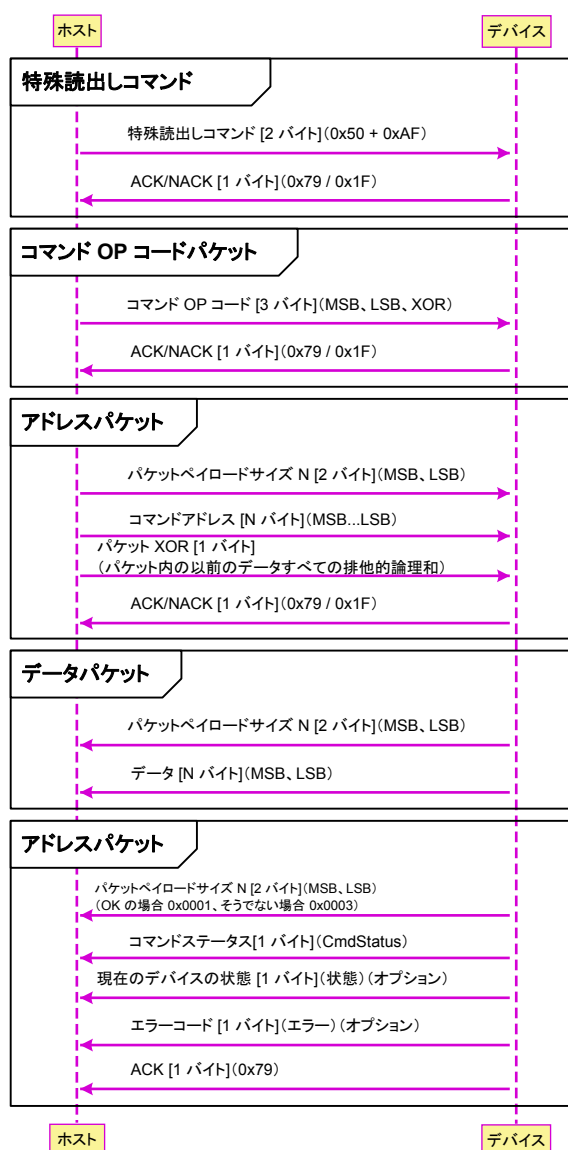 ホスト
デバイス
特殊読出しコマンド
特殊読出しコマンド [2 バイト](0x50 + 0xAF)
ACK/NACK [1 バイト](0x79 / 0x1F)
コマンド OP コードパケット
コマンド OP コード [3 バイト](MSB、LSB、XOR)
ACK/NACK [1 バイト](0x79 / 0x1F)
アドレスパケット
パケットペイロードサイズ N [2 バイト](MSB、LSB)
コマンドアドレス [N バイト](MSB...LSB)
パケット XOR [1 バイト]
(パケット内の以前のデータすべての排他的論理和)
ACK/NACK [1 バイト](0x79 / 0x1F)
データパケット
パケットペイロードサイズ N [2 バイト](MSB、LSB)
データ [N バイト](MSB、LSB)
アドレスパケット
パケットペイロードサイズ N [2 バイト](MSB、LSB)
(OK の場合 0x0001、そうでない場合 0x0003)
コマンドステータス[1 バイト](CmdStatus)
現在のデバイスの状態 [1 バイト](状態)(オプション)
エラーコード [1 バイト](エラー)(オプション)
ACK [1 バイト](0x79)
ホスト
デバイス